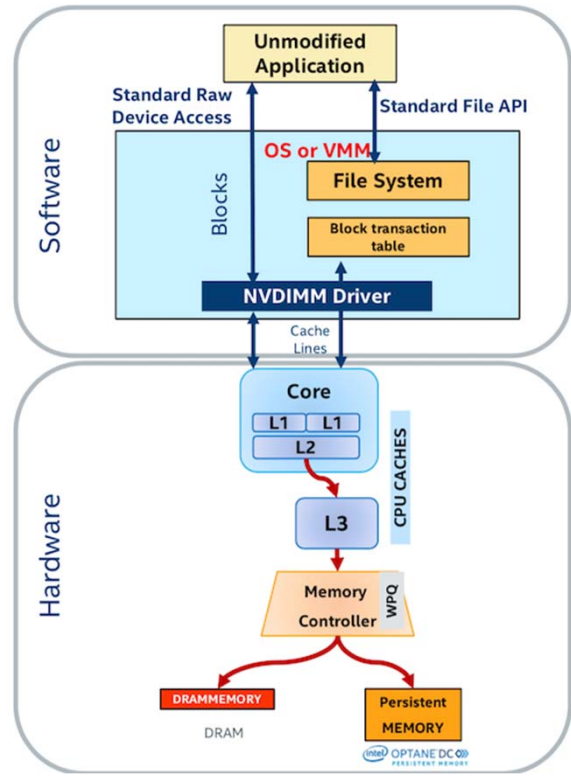 Unmodified
Application
Standard Raw
Device Access
Standard File API
Software
OS or VMM
File System
Blocks
Block transaction
table
NVDIMM Driver
Cache
Lines
Hardware
Core
L1 L1
L2
CPU CACHES
L3
Memory
Controller
WPQ
DRAMMEMORY
DRAM
Persistent
MEMORY
intel OPTANE DC
PERSISTENT MEMORY